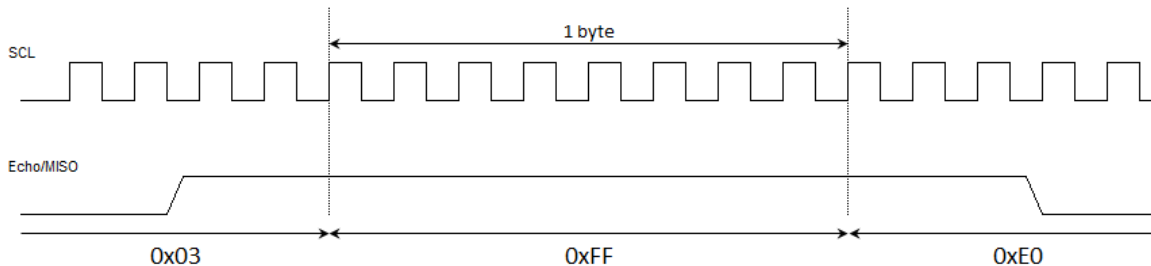 1 byte
SCL
Echo/MISO
0x03
0xFF
0xE0